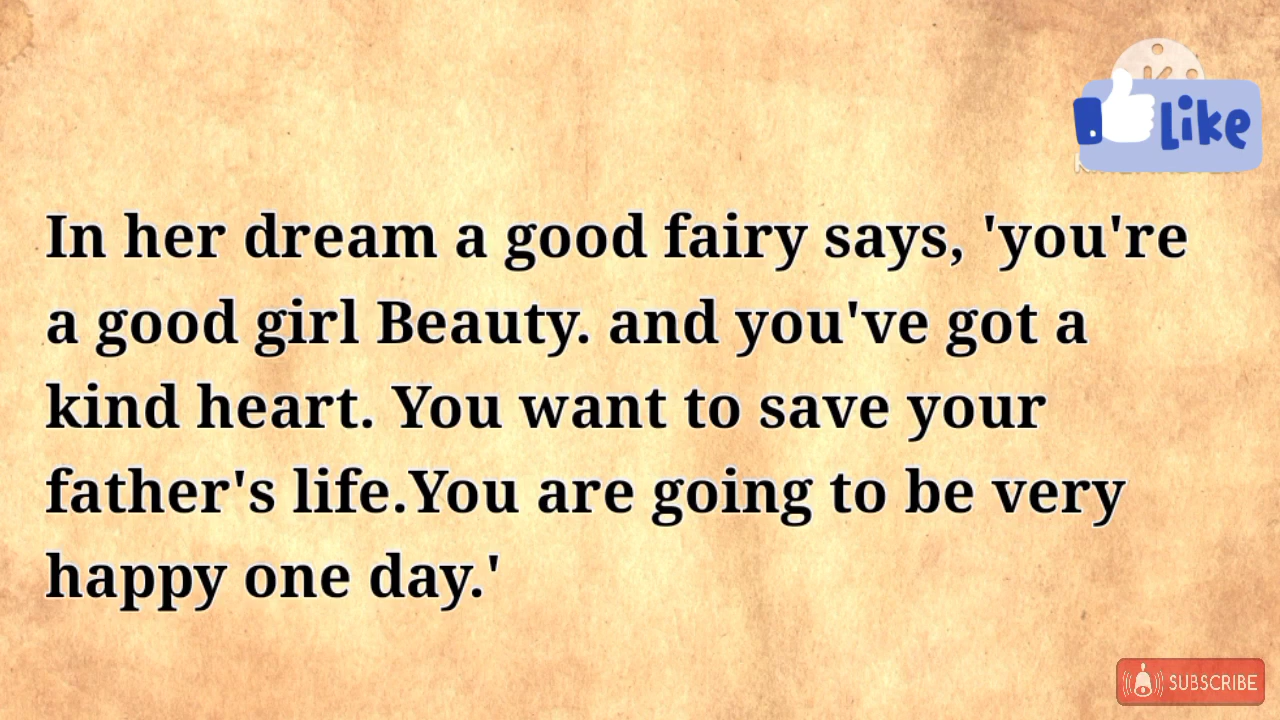 Like
In her dream a good fairy says, 'you're
a good girl Beauty. and you've got a
kind heart. You want to save your
father's life.You are going to be very
happy one day.'
SUBSCRIBE